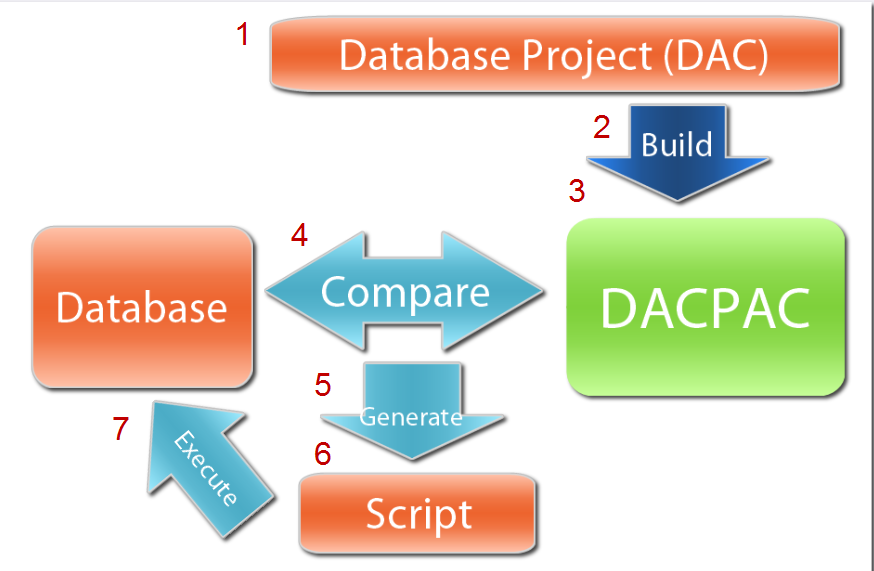 1
Database Project (DAC)
2
Build
3
4
Database
Compare
DACPAC
5
Generate
6
7
Execute
Script